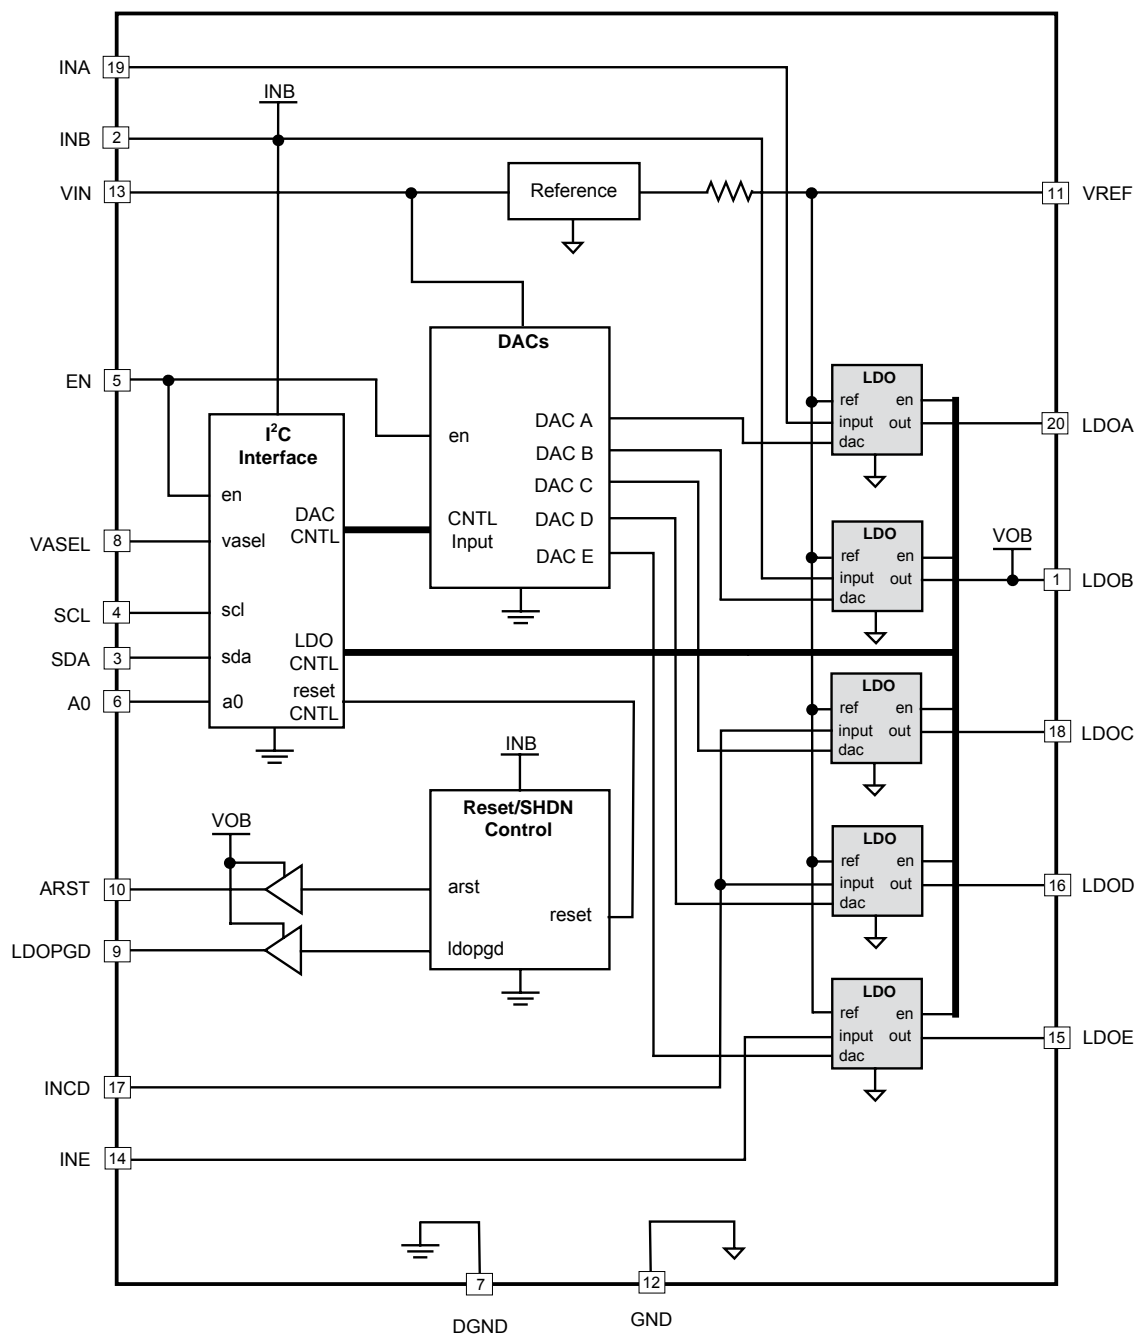 INA 19
INB
INB 2
VIN 13
Reference
11 VREF
DACs
EN 5
LDO
ref en
input out
dac
20 LDOA
I²C
Interface
en
DAC A
DAC B
DAC C
DAC D
DAC E
en
DAC
CNTL
CNTL
Input
VASEL 8
vasel
LDO
ref en
input out
dac
VOB
1 LDOB
SCL 4
scl
LDO
CNTL
SDA 3
sda
A0 6
a0
reset
CNTL
LDO
ref en
input out
dac
18 LDOC
INB
Reset/SHDN
Control
VOB
ARST 10
arst
reset
LDOPGD 9
ldopgd
LDO
ref en
input out
dac
16 LDOD
LDO
ref en
input out
dac
15 LDOE
INCD 17
INE 14
7
DGND
12
GND